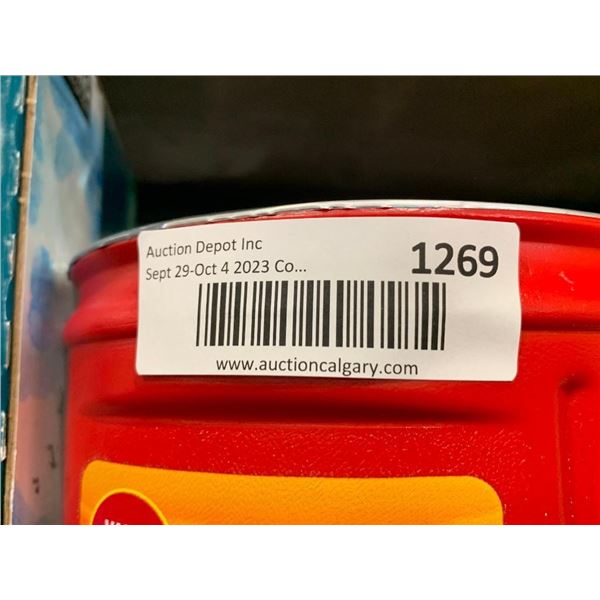 Auction Depot Inc
Sept 29-Oct 4 2023 Co...
1269
www.auctioncalgary.com